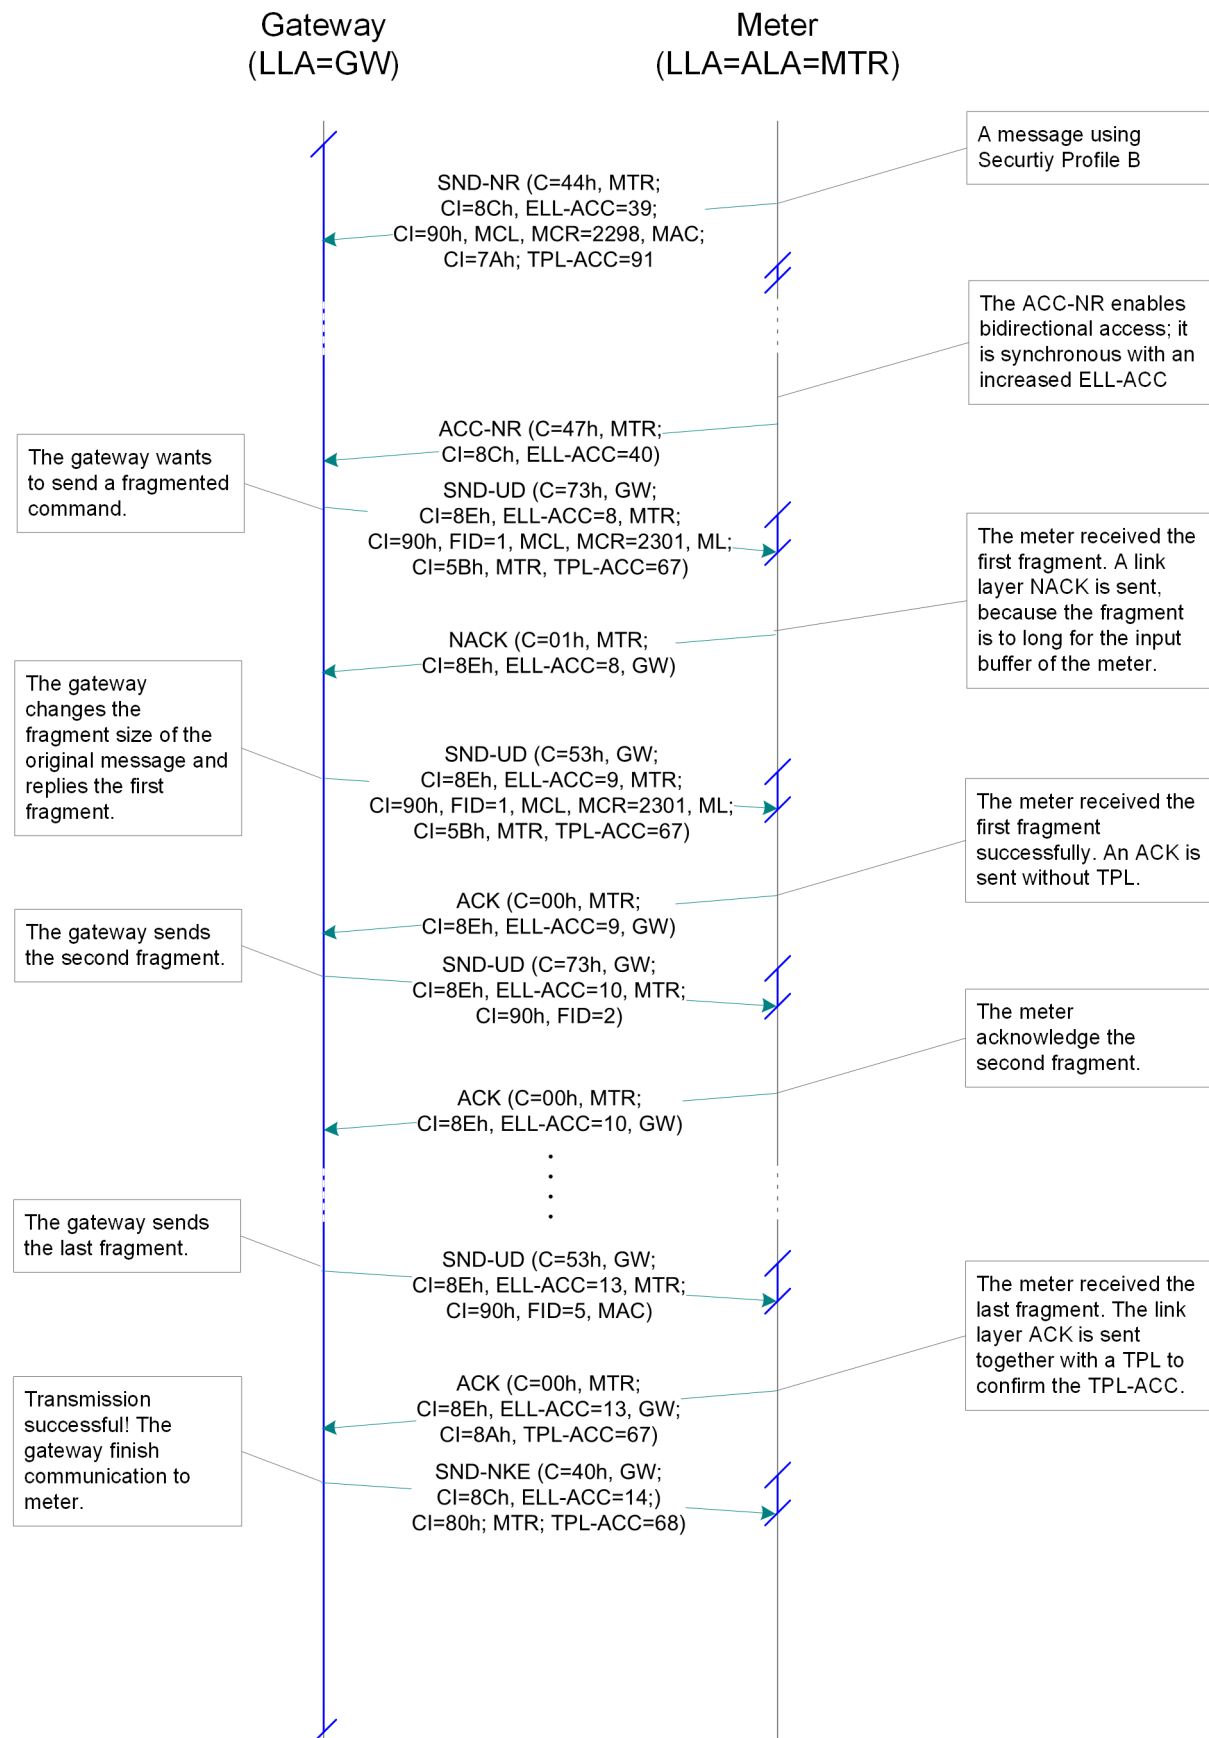 Gateway
(LLA=GW)
Meter
(LLA=ALA=MTR)
A message using
Securtiy Profile B
SND-NR (C=44h, MTR;
CI=8Ch, ELL-ACC=39;
CI=90h, MCL, MCR=2298, MAC;
CI=7Ah; TPL-ACC=91
The ACC-NR enables
bidirectional access; it
is synchronous with an
increased ELL-ACC
ACC-NR (C=47h, MTR;
CI=8Ch, ELL-ACC=40)
The gateway wants
to send a fragmented
command.
SND-UD (C=73h, GW;
CI=8Eh, ELL-ACC=8, MTR;
CI=90h, FID=1, MCL, MCR=2301, ML;
CI=5Bh, MTR, TPL-ACC=67)
The meter received the
first fragment. A link
layer NACK is sent,
because the fragment
is to long for the input
buffer of the meter.
NACK (C=01h, MTR;
CI=8Eh, ELL-ACC=8, GW)
The gateway
changes the
fragment size of the
original message and
replies the first
fragment.
SND-UD (C=53h, GW;
CI=8Eh, ELL-ACC=9, MTR;
CI=90h, FID=1, MCL, MCR=2301, ML;
CI=5Bh, MTR, TPL-ACC=67)
The meter received the
first fragment
successfully. An ACK is
sent without TPL.
ACK (C=00h, MTR;
CI=8Eh, ELL-ACC=9, GW)
The gateway sends
the second fragment.
SND-UD (C=73h, GW;
CI=8Eh, ELL-ACC=10, MTR;
CI=90h, FID=2)
The meter
acknowledge the
second fragment.
ACK (C=00h, MTR;
CI=8Eh, ELL-ACC=10, GW)
The gateway sends
the last fragment.
SND-UD (C=53h, GW;
CI=8Eh, ELL-ACC=13, MTR;
CI=90h, FID=5, MAC)
The meter received the
last fragment. The link
layer ACK is sent
together with a TPL to
confirm the TPL-ACC.
ACK (C=00h, MTR;
CI=8Eh, ELL-ACC=13, GW;
CI=8Ah, TPL-ACC=67)
Transmission
successful! The
gateway finish
communication to
meter.
SND-NKE (C=40h, GW;
CI=8Ch, ELL-ACC=14;)
CI=80h; MTR; TPL-ACC=68)